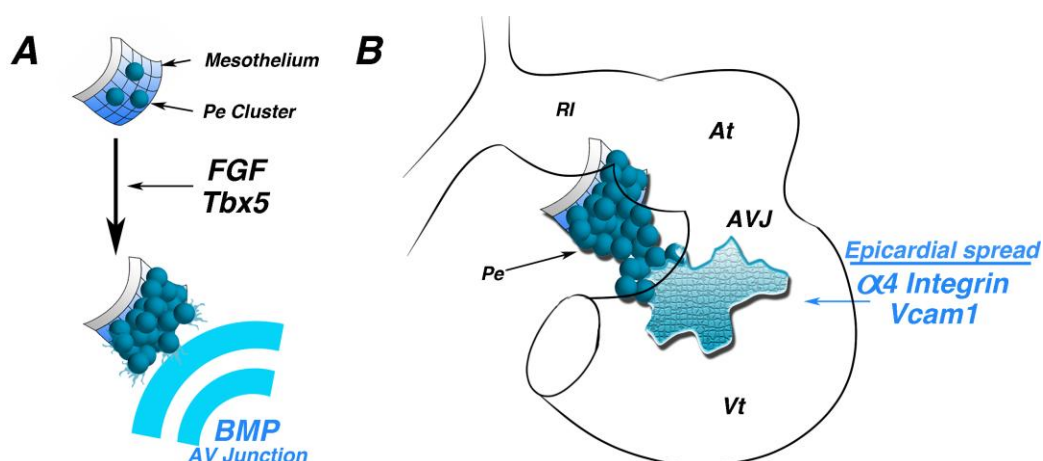 A
Mesothelium
Pe Cluster
FGF
Tbx5
BMP
AV Junction
B
RI
At
AVJ
Pe
Vt
Epicardial spread
α4 Integrin
Vcam1